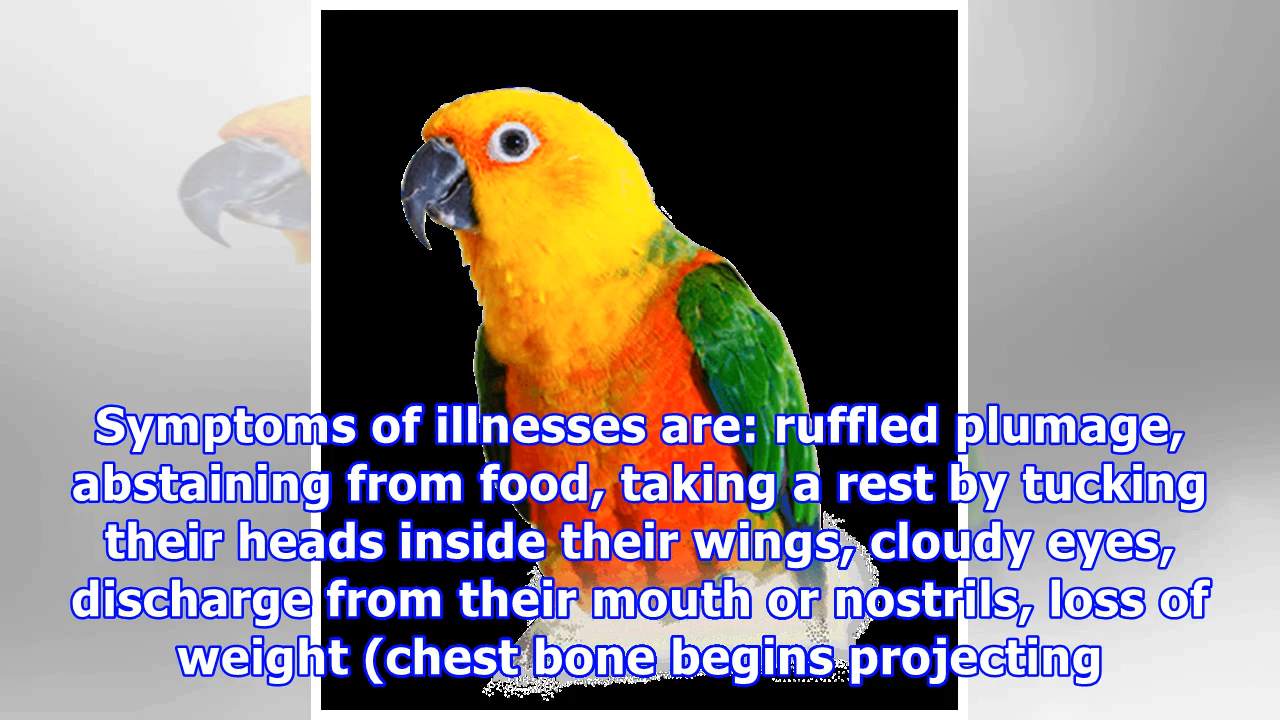 Symptoms of illnesses are: ruffled plumage,
abstaining from food, taking a rest by tucking
their heads inside their wings, cloudy eyes,
discharge from their mouth or nostrils, loss of
weight (chest bone begins projecting